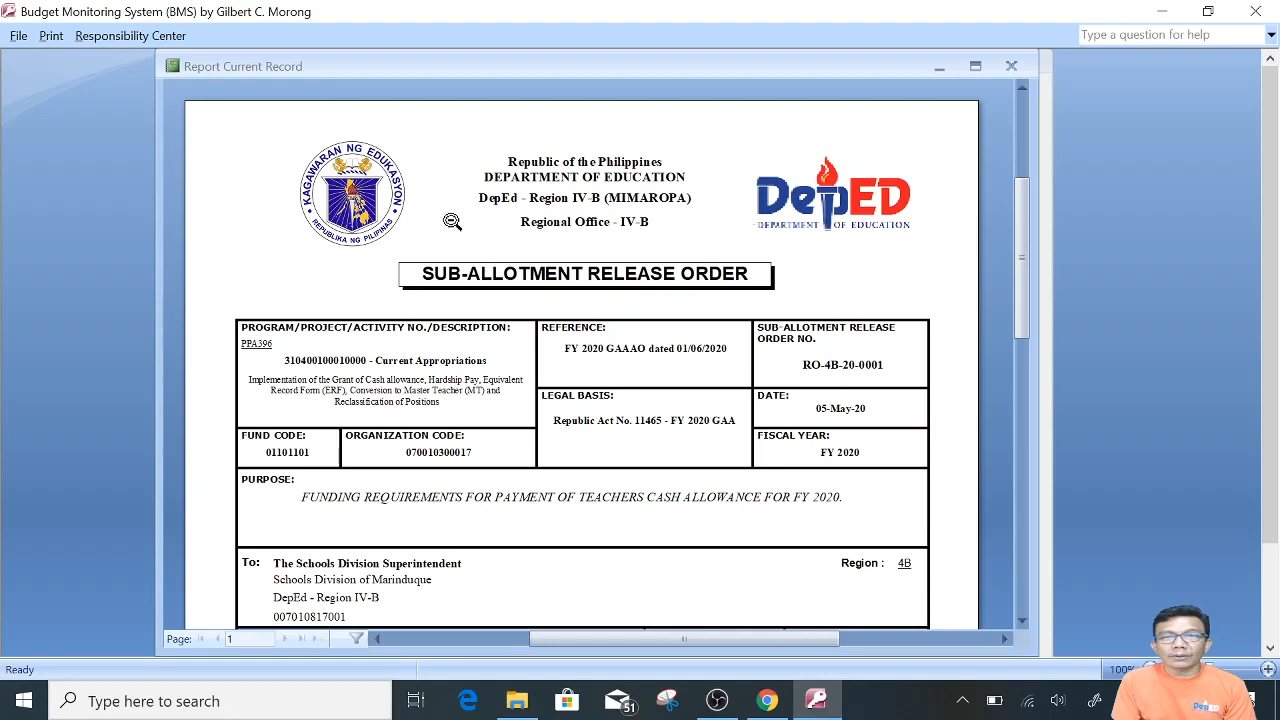 Budget Monitoring System (BMS) by Gilbert C. Morong
File Print Responsibility Center
Type a question for help
Report Current Record
KAGAWARAN NG EDUKASYON
REPUBLIKA NG PILIPINAS
Republic of the Philippines
DEPARTMENT OF EDUCATION
DepEd - Region IV-B (MIMAROPA)
Regional Office - IV-B
DepED
DEPARTMENT OF EDUCATION
SUB-ALLOTMENT RELEASE ORDER
PROGRAM/PROJECT/ACTIVITY NO./DESCRIPTION:
PPA396
310400100010000 - Current Appropriations
Implementation of the Grant of Cash allowance, Hardship Pay, Equivalent
Record Form (ERF), Conversion to Master Teacher (MT) and
Reclassification of Positions
REFERENCE:
FY 2020 GAAAO dated 01/06/2020
SUB-ALLOTMENT RELEASE
ORDER NO.
RO-4B-20-0001
LEGAL BASIS:
Republic Act No. 11465 - FY 2020 GAA
DATE:
05-May-20
FUND CODE:
01101101
ORGANIZATION CODE:
070010300017
FISCAL YEAR:
FY 2020
PURPOSE:
FUNDING REQUIREMENTS FOR PAYMENT OF TEACHERS CASH ALLOWANCE FOR FY 2020.
To: The Schools Division Superintendent
Schools Division of Marinduque
DepEd - Region IV-B
007010817001
Region : 4B
Page: 1
Ready
100%
Type here to search
51
DepED